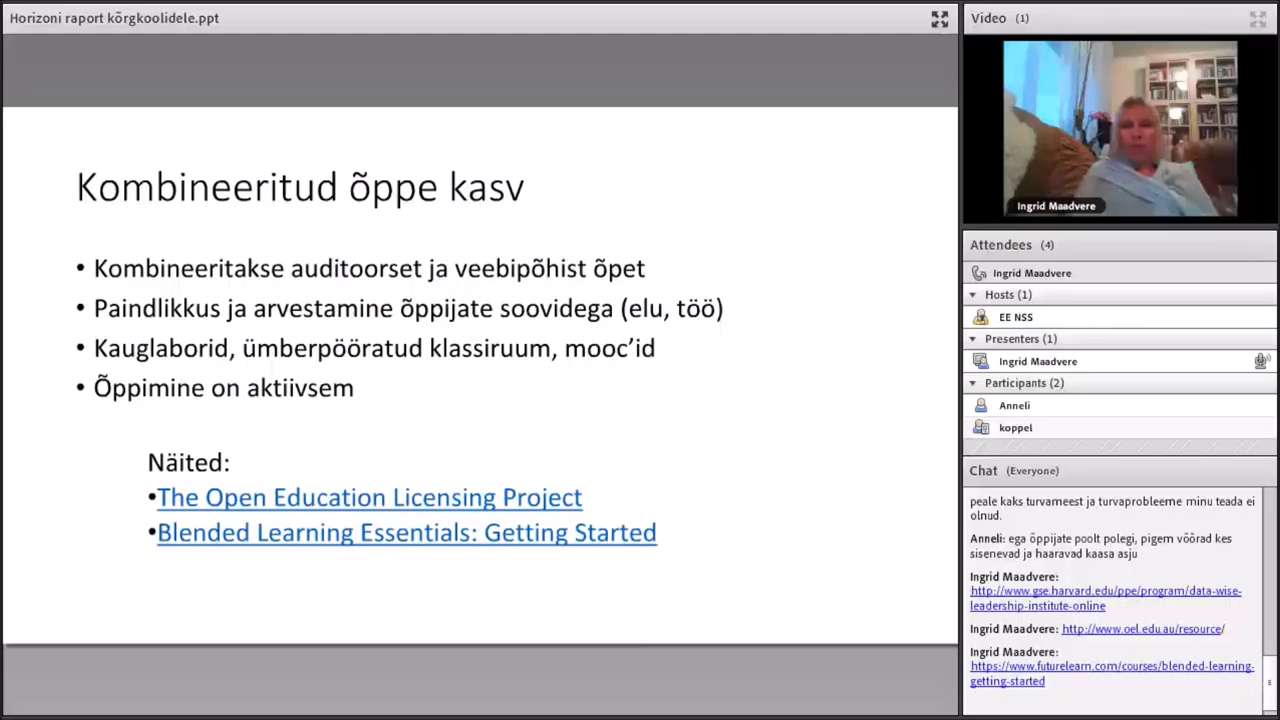 Horizoni raport kõrgkoolidele.ppt
Kombineeritud õppe kasv
• Kombineeritakse auditoorset ja veebipõhist õpet
• Paindlikkus ja arvestamine õppijate soovidega (elu, töö)
• Kauglaborid, ümberpööratud klassiruum, mooc’id
• Õppimine on aktiivsem
Näited:
•The Open Education Licensing Project
•Blended Learning Essentials: Getting Started
Video (1)
Ingrid Maadvere
Attendees (4)
Ingrid Maadvere
Hosts (1)
EE NSS
Presenters (1)
Ingrid Maadvere
Participants (2)
Anneli
koppel
Chat (Everyone)
peale kaks turvameest ja turvaprobleeme minu teada ei
olnud.
Anneli: ega õppijate poolt polegi, pigem võõrad kes
sisenevad ja haaravad kaasa asju
Ingrid Maadvere:
http://www.gse.harvard.edu/ppe/program/data-wise-
leadership-institute-online
Ingrid Maadvere: http://www.oel.edu.au/resource/
Ingrid Maadvere:
https://www.futurelearn.com/courses/blended-learning-
getting-started